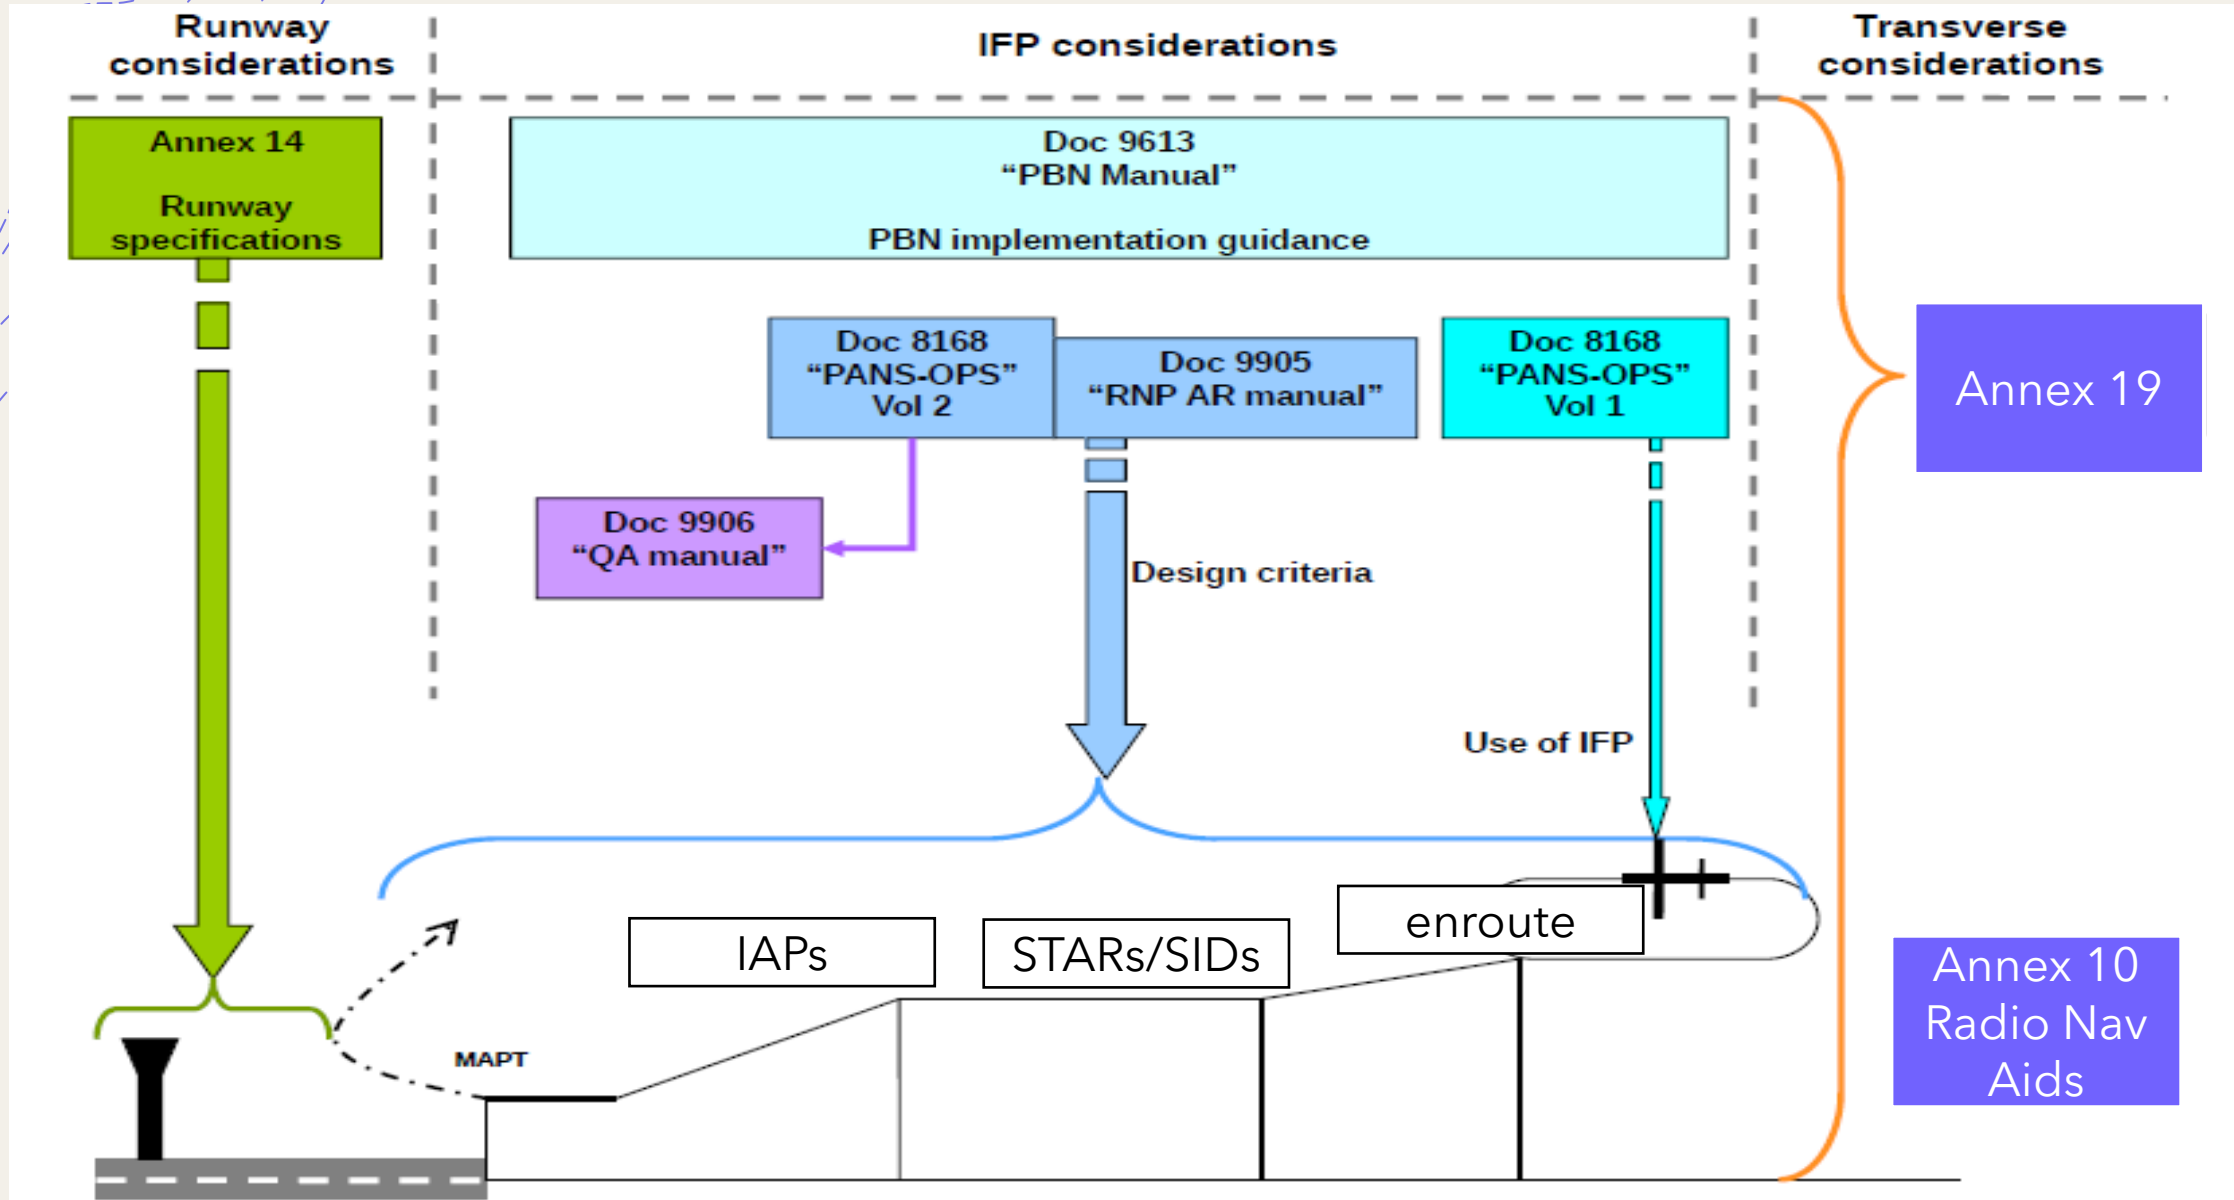 Runway
considerations
IFP considerations
Transverse
considerations
Annex 14
Runway
specifications
Doc 9613
“PBN Manual”
PBN implementation guidance
Doc 8168
“PANS-OPS”
Vol 2
Doc 9905
“RNP AR manual”
Doc 8168
“PANS-OPS”
Vol 1
Annex 19
Doc 9906
“QA manual”
Design criteria
Use of IFP
IAPs
STARs/SIDs
enroute
Annex 10
Radio Nav
Aids
MAPT